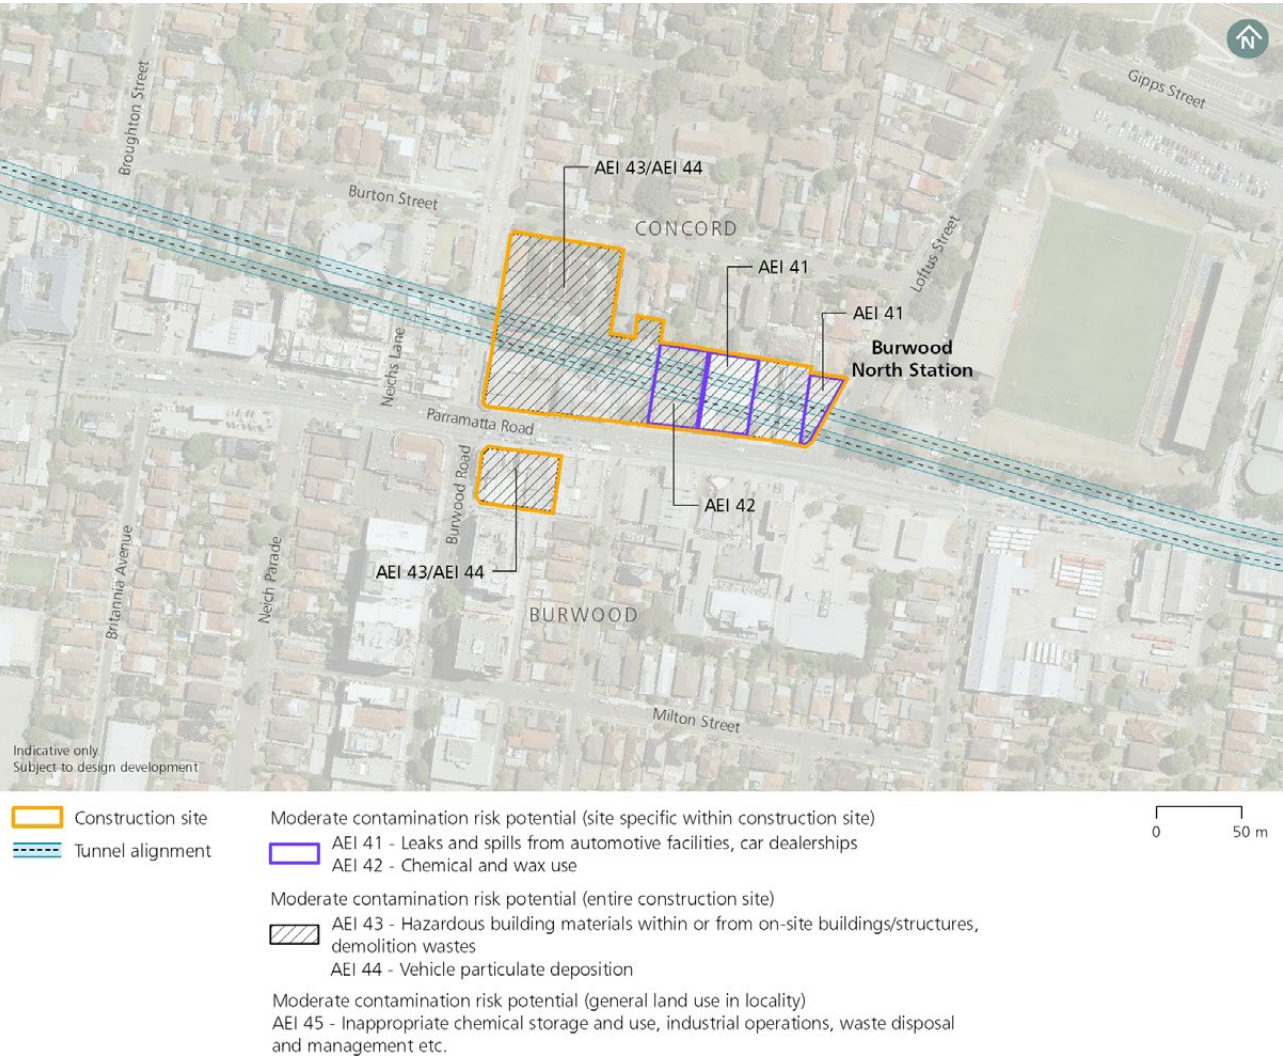 N
Gipps Street
Broughton Street
AEI 43/AEI 44
Burton Street
CONCORD
Loftus Street
AEI 41
AEI 41
Burwood
North Station
Neichs Lane
Parramatta Road
Burwood Road
AEI 42
Britannia Avenue
Neich Parade
AEI 43/AEI 44
BURWOOD
Milton Street
Indicative only.
Subject to design development
Construction site
Tunnel alignment
Moderate contamination risk potential (site specific within construction site)
AEI 41 - Leaks and spills from automotive facilities, car dealerships
AEI 42 - Chemical and wax use
Moderate contamination risk potential (entire construction site)
AEI 43 - Hazardous building materials within or from on-site buildings/structures,
demolition wastes
AEI 44 - Vehicle particulate deposition
Moderate contamination risk potential (general land use in locality)
AEI 45 - Inappropriate chemical storage and use, industrial operations, waste disposal
and management etc.
0 50 m